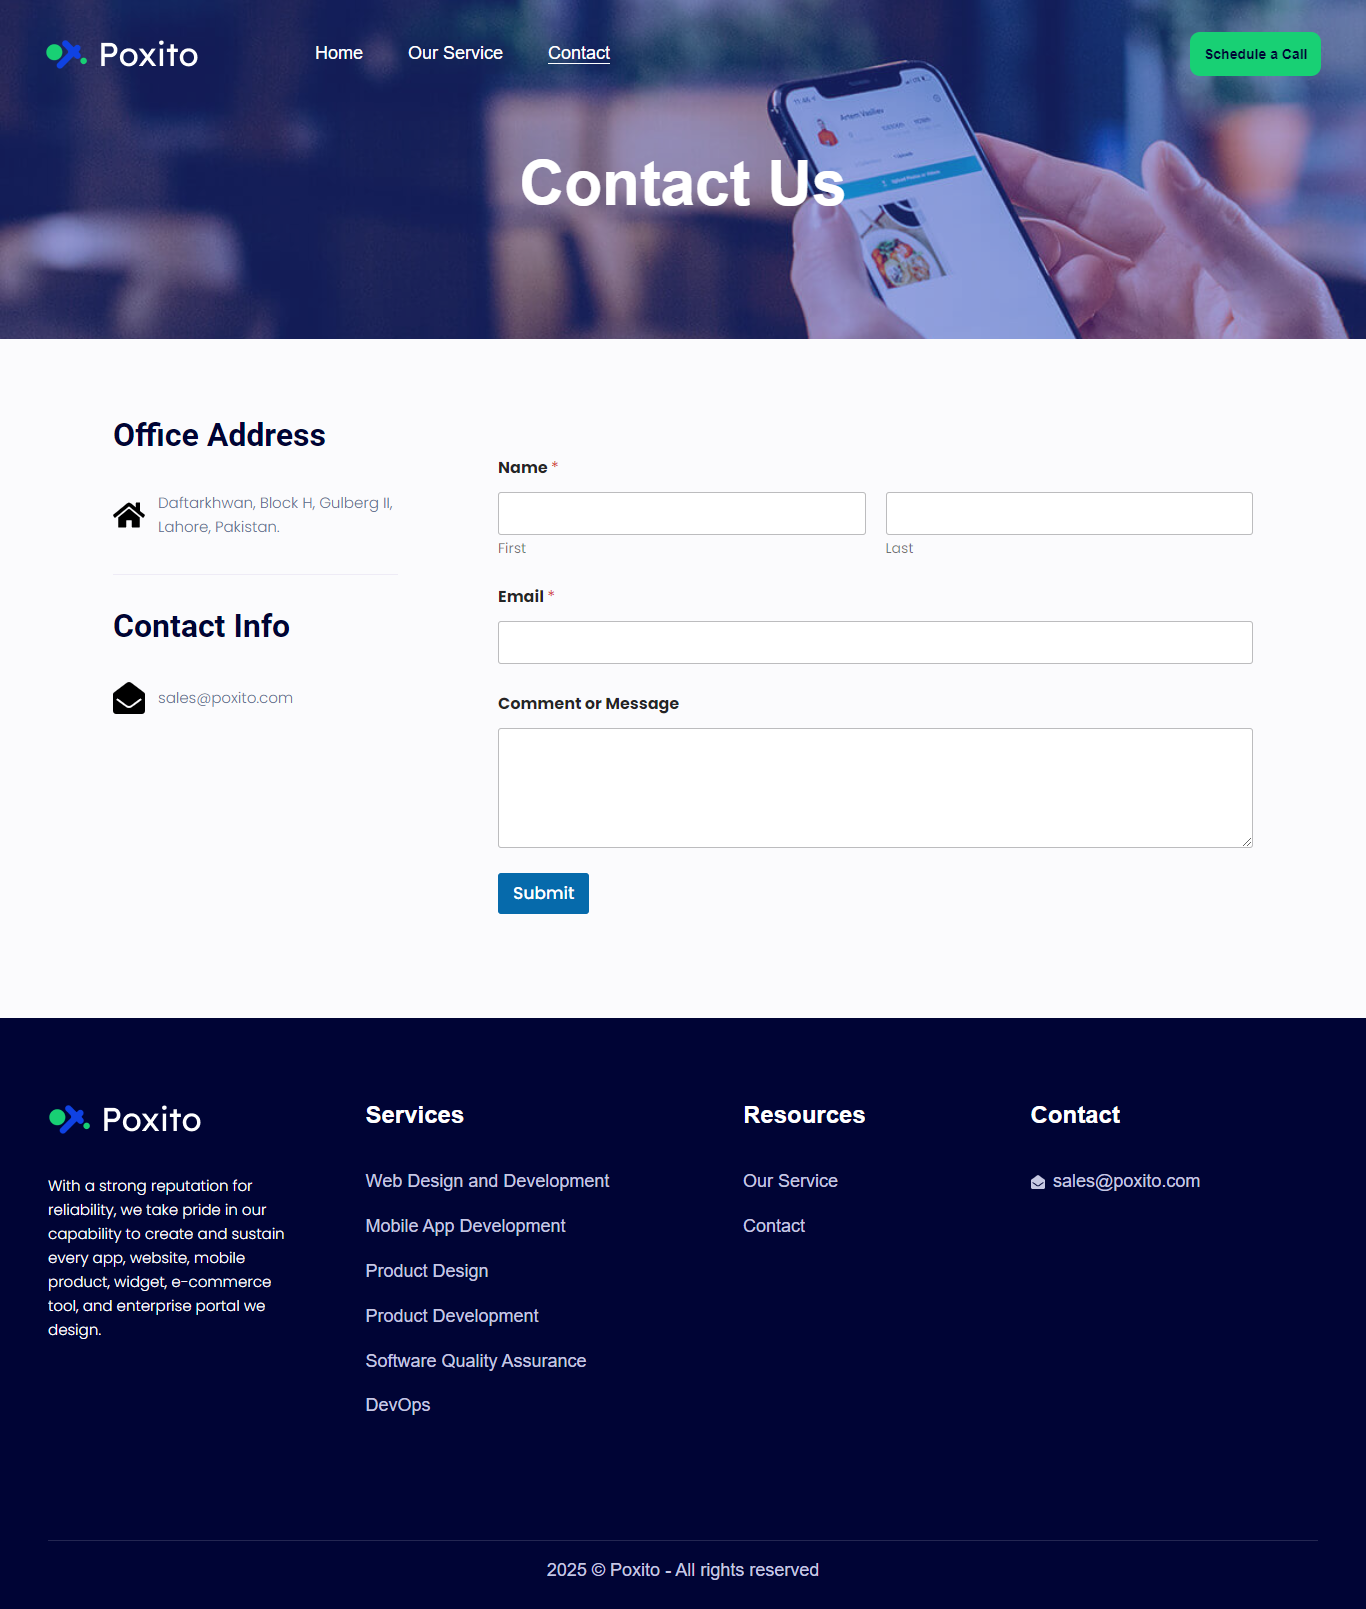 Poxito
Home
Our Service
Contact
Schedule a Call
11:46
Artem Vasiliev
Contact Us
Office Address
Daftarkhwan, Block H, Gulberg II,
Lahore, Pakistan.
Contact Info
sales@poxito.com
Name *
First
Last
Email *
Comment or Message
Submit
Poxito
With a strong reputation for
reliability, we take pride in our
capability to create and sustain
every app, website, mobile
product, widget, e-commerce
tool, and enterprise portal we
design.
Services
Web Design and Development
Mobile App Development
Product Design
Product Development
Software Quality Assurance
DevOps
Resources
Our Service
Contact
Contact
sales@poxito.com
2025 © Poxito - All rights reserved